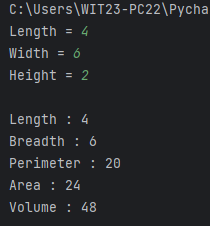 C:\Users\WIT23-PC22\Pycha
Length = 4
Width = 6
Height = 2
Length : 4
Breadth : 6
Perimeter : 20
Area : 24
Volume : 48